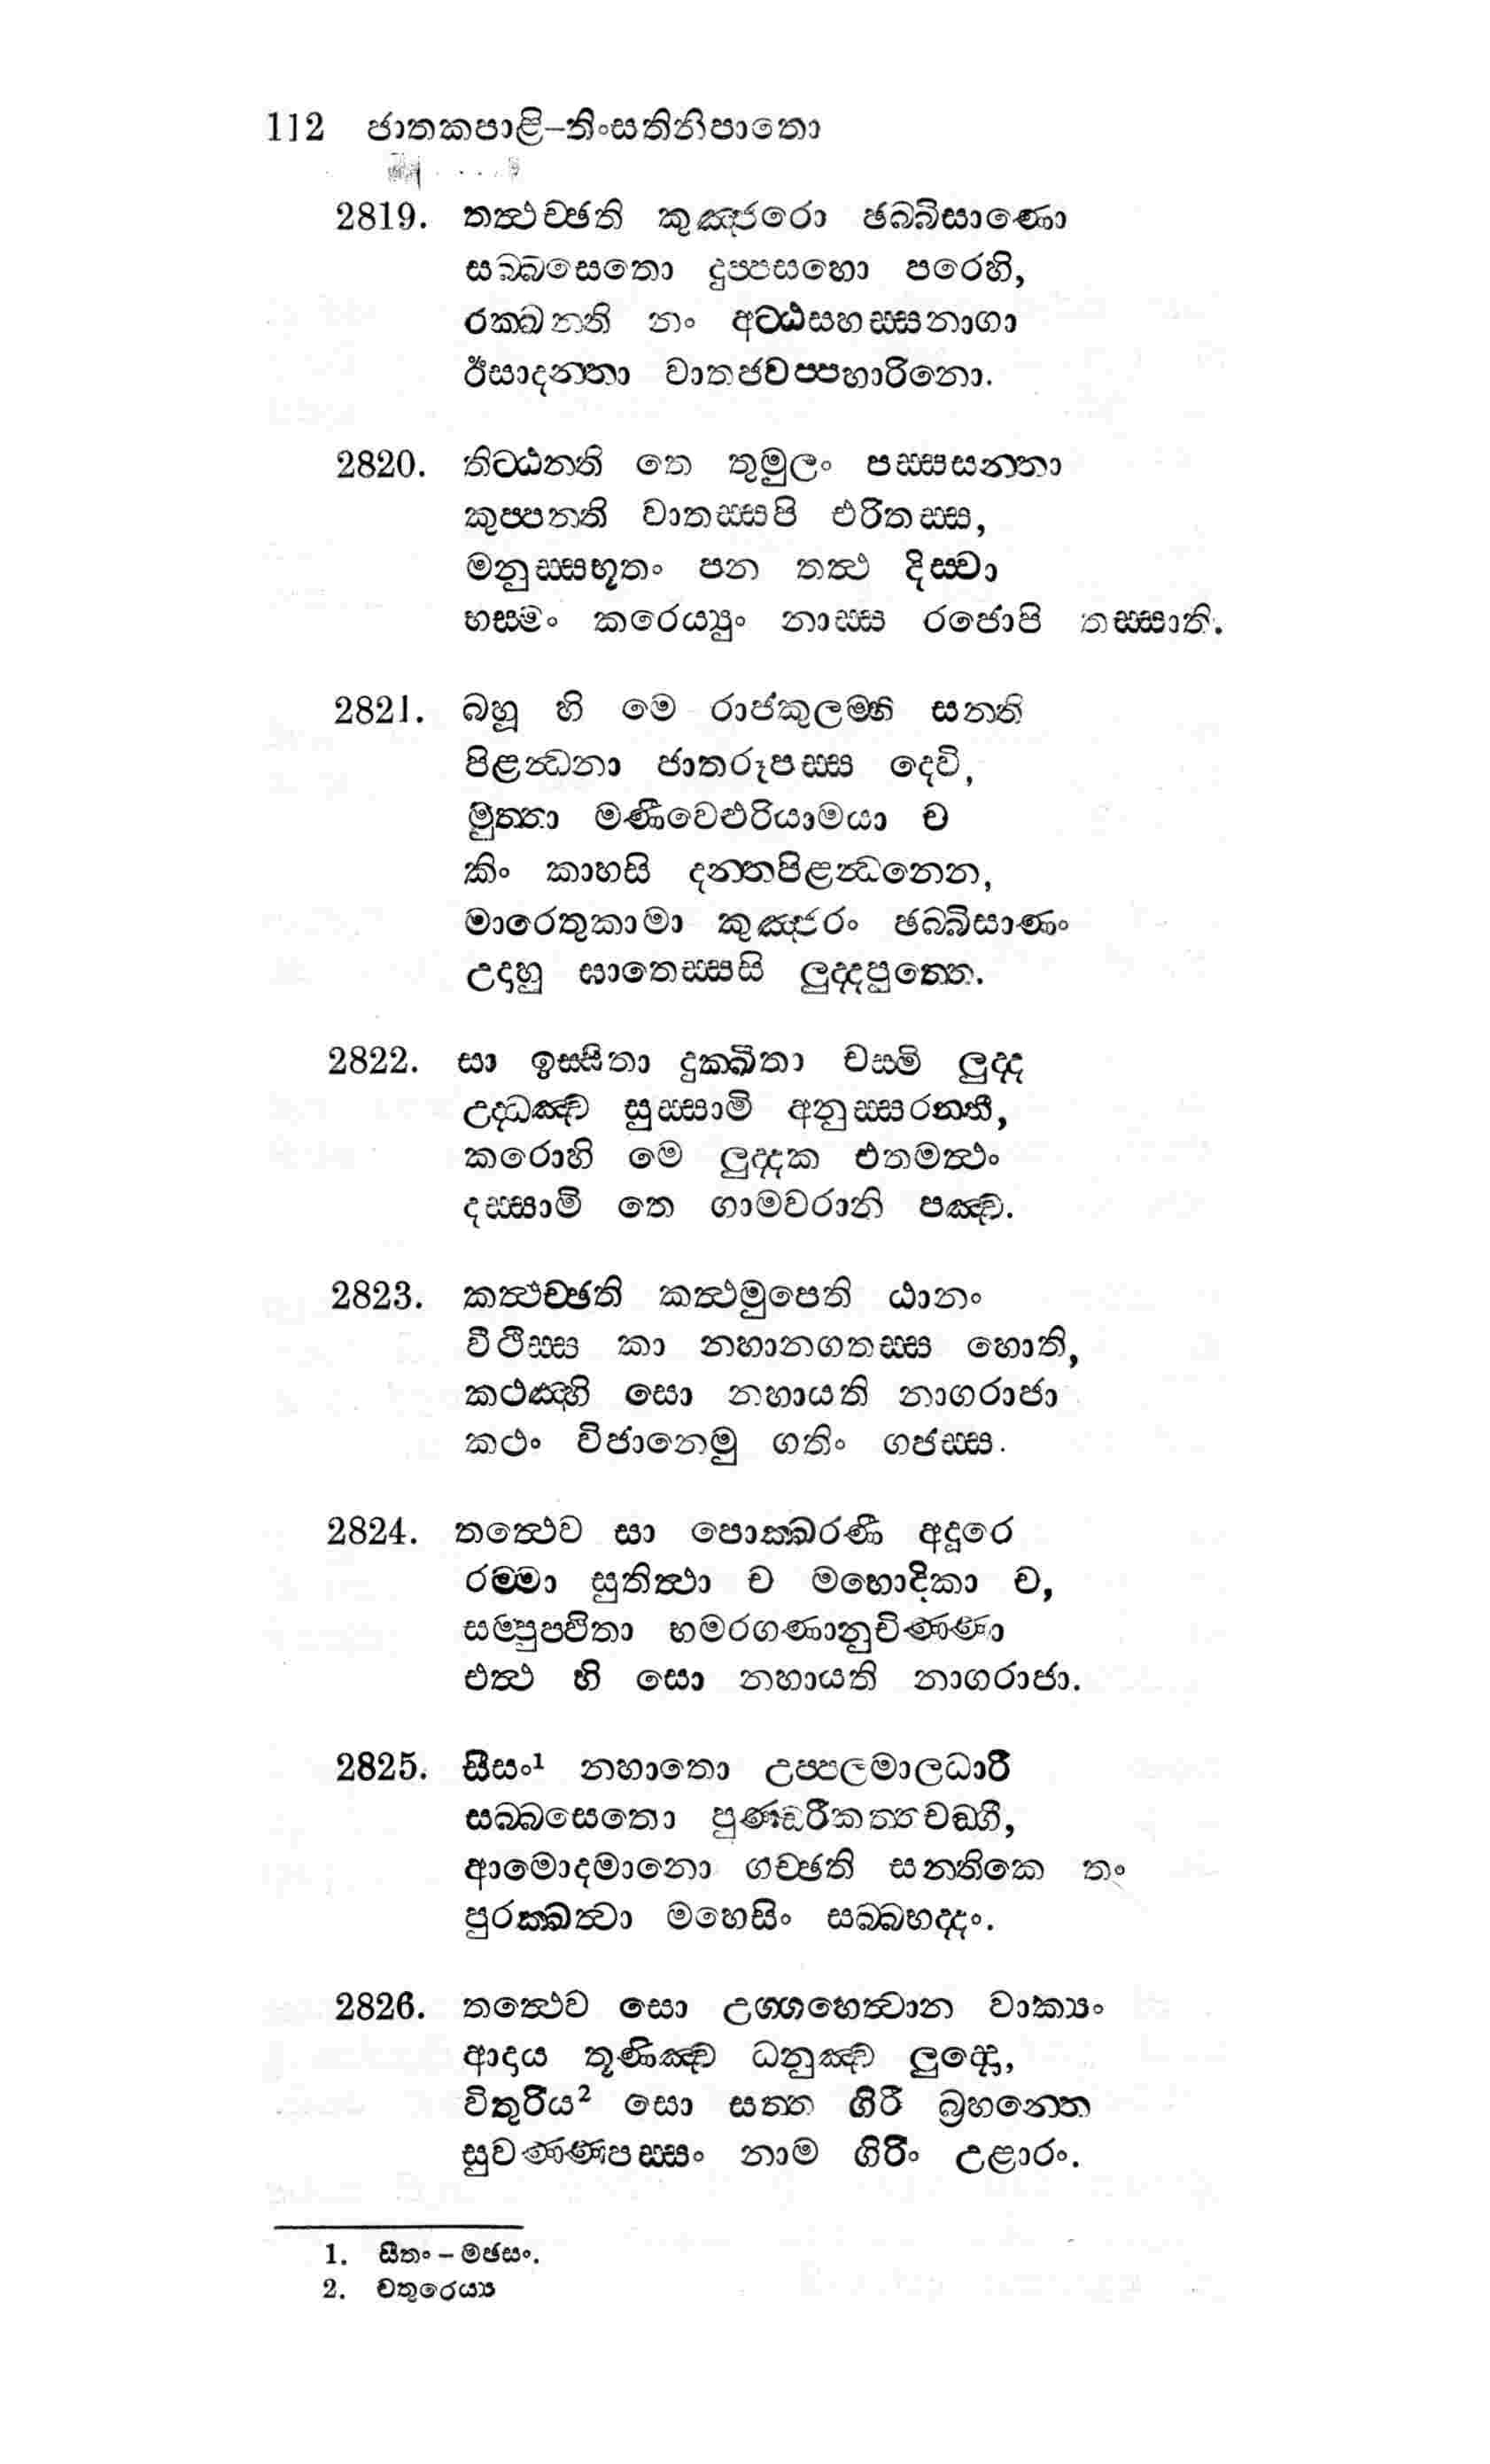 112 ජාතකපාළි–තිංසතිනිපාතො
2819. තත්‍ථච්ඡති කුඤ්ජරො ඡබ්බිසාණො
සබ්බසෙතො දුප්පසහො පරෙහි,
රක්ඛන්ති නං අට්ඨසහස්සනාගා
ඊසාදන්තා වාතජවප්පහාරිනො.
2820. තිට්ඨන්ති තෙ තුමුලං පස්සසන්තා
කුප්පන්ති වාතස්සපි එරිතස්ස,
මනුස්සභූතං පන තත්‍ථ දිස්වා
භස්මං කරෙය්‍යුං නාස්ස රජොපි තස්සාති.
2821. බහූ හි මෙ රාජකුලම්හි සන්ති
පිළන්‍ධනා ජාතරූපස්ස දෙවි,
මුත්තා මණීවෙළුරියාමයා ච
කිං කාහසි දන්තපිළන්‍ධනෙන,
මාරෙතුකාමා කුඤ්ජරං ඡබ්බිසාණං
උදාහු ඝාතෙස්සසි ලුද්දපුත්තෙ.
2822. සා ඉස්සිතා දුක්ඛිතා චස්මි ලුද්ද
උද්ධඤ්ච සුස්සාමි අනුස්සරන්තී,
කරොහි මෙ ලුද්දක එතමත්‍ථං
දස්සාමි තෙ ගාමවරානි පඤ්ච.
2823. කත්‍ථච්ඡති කත්‍ථමුපෙති ඨානං
වීථිස්ස කා නහානගතස්ස හොති,
කථඤ්හි සො නහායති නාගරාජා
කථං විජානෙමු ගතිං ගජස්ස.
2824. තත්‍ථෙව සා පොක්ඛරණී අදූරෙ
රම්මා සුතිත්‍ථා ච මහොදිකා ච,
සම්පුප්ඵිතා භමරගණානුචිණ්ණා
එත්‍ථ හි සො නහායති නාගරාජා.
2825. සීසං¹ නහාතො උප්පලමාලධාරී
සබ්බසෙතො පුණ්ඩරීකත්තචඞ්ගී,
ආමොදමානො ගච්ඡති සන්තිකෙ තං
පුරක්ඛත්‍වා මහෙසිං සබ්බභද්දං.
2826. තත්‍ථෙව සො උග්ගහෙත්‍වාන වාක්‍යං
ආදාය තූණිඤ්ච ධනුඤ්ච ලුද්දො,
විතුරිය² සො සත්ත ගිරී බ්‍රහන්තෙ
සුවණ්ණපස්සං නාම ගිරිං උළාරං.
1. සීතං – මඡසං.
2. චතුරෙය්‍ය